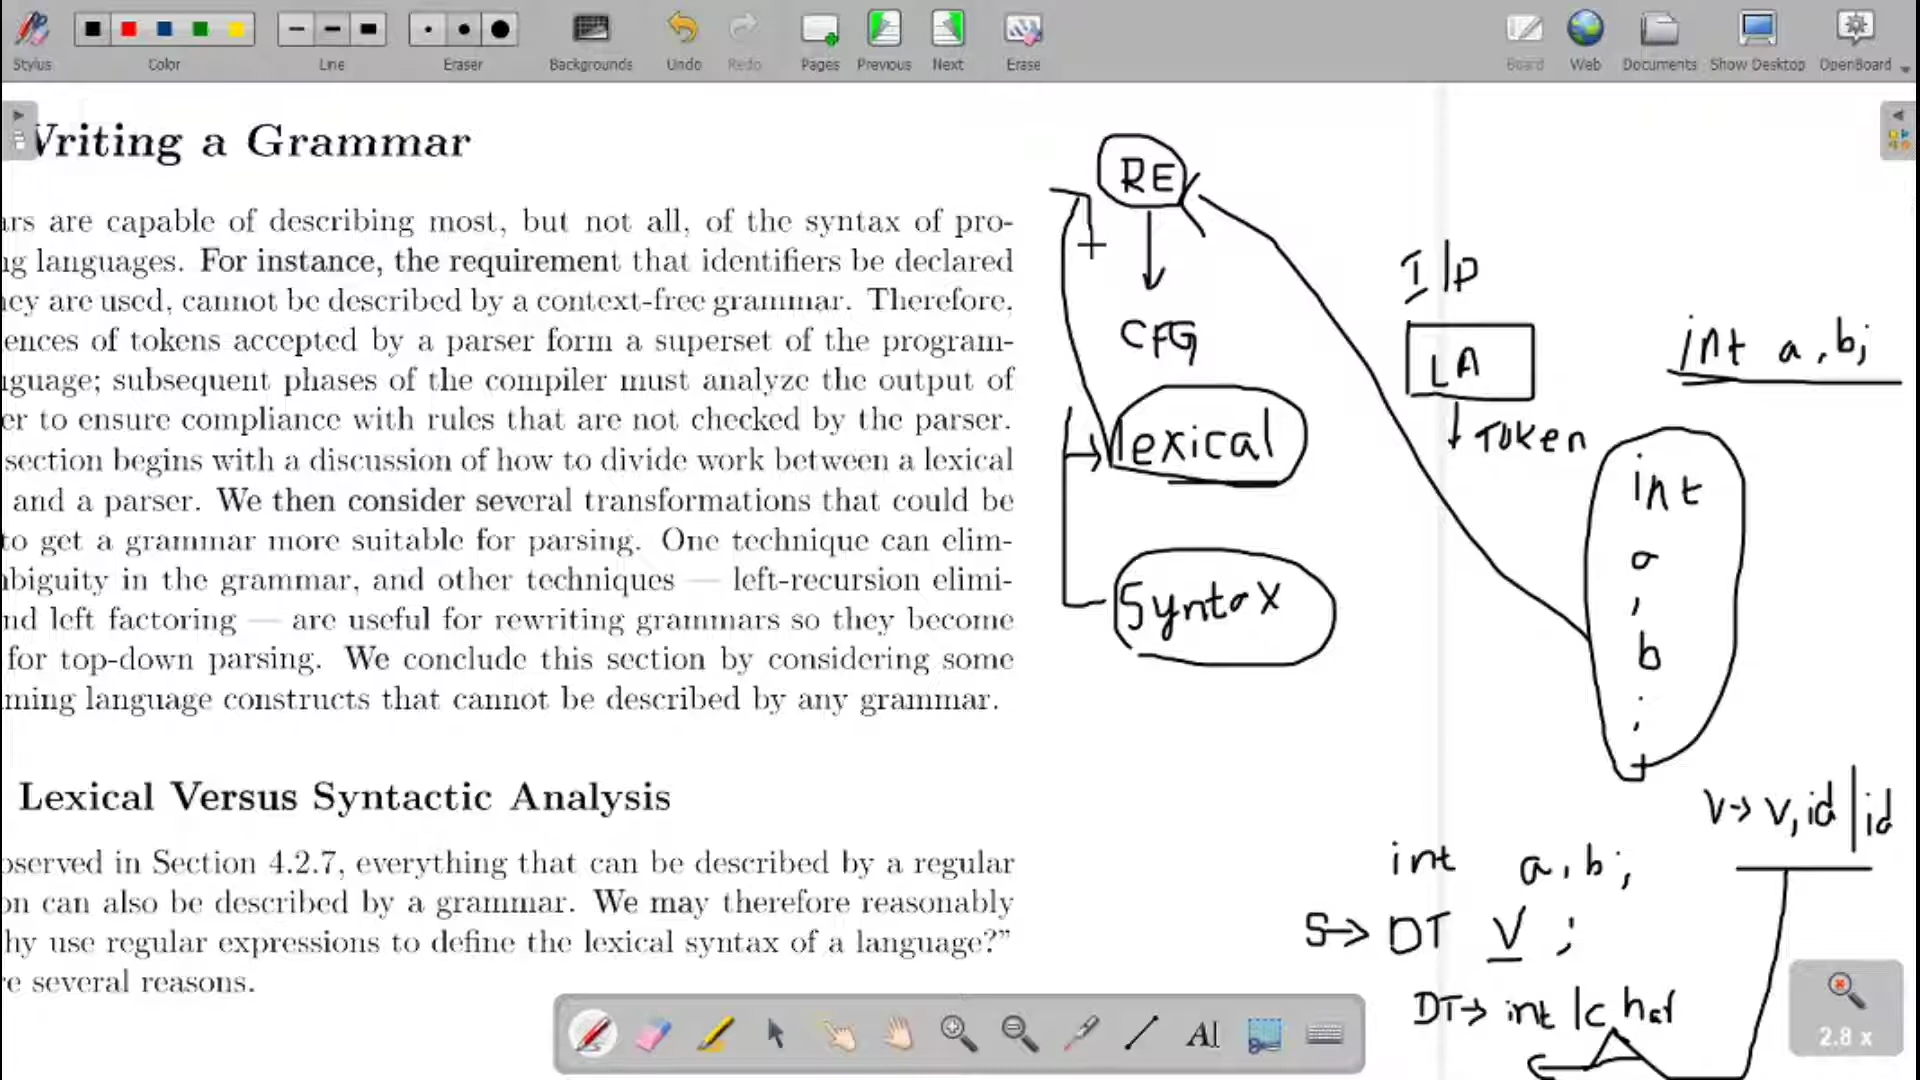 Stylus Color Line Eraser Backgrounds Undo Redo Pages Previous Next Erase Board Web Documents Show Desktop OpenBoard
Writing a Grammar
ars are capable of describing most, but not all, of the syntax of pro-
ng languages. For instance, the requirement that identifiers be declared
hey are used, cannot be described by a context-free grammar. Therefore,
ences of tokens accepted by a parser form a superset of the program-
nguage; subsequent phases of the compiler must analyze the output of
er to ensure compliance with rules that are not checked by the parser.
section begins with a discussion of how to divide work between a lexical
and a parser. We then consider several transformations that could be
to get a grammar more suitable for parsing. One technique can elim-
mbiguity in the grammar, and other techniques — left-recursion elimi-
nd left factoring — are useful for rewriting grammars so they become
for top-down parsing. We conclude this section by considering some
ming language constructs that cannot be described by any grammar.
Lexical Versus Syntactic Analysis
bserved in Section 4.2.7, everything that can be described by a regular
on can also be described by a grammar. We may therefore reasonably
hy use regular expressions to define the lexical syntax of a language?"
re several reasons.
RE
CFG
lexical
Syntax
I/P
LA
Token
int a, b;
int
a
,
b
;
V→ V, id | id
int a, b;
S→ DT V ;
DT→ int | char
2.8 x